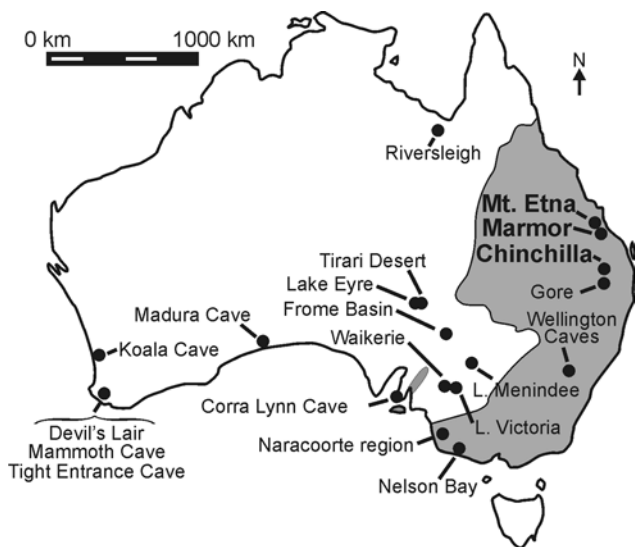 0 km 1000 km
N
Riversleigh
Mt. Etna
Marmor
Chinchilla
Tirari Desert
Lake Eyre
Gore
Frome Basin
Madura Cave
Wellington
Caves
Waikerie
Koala Cave
L. Menindee
Corra Lynn Cave
L. Victoria
Devil's Lair
Mammoth Cave
Tight Entrance Cave
Naracoorte region
Nelson Bay